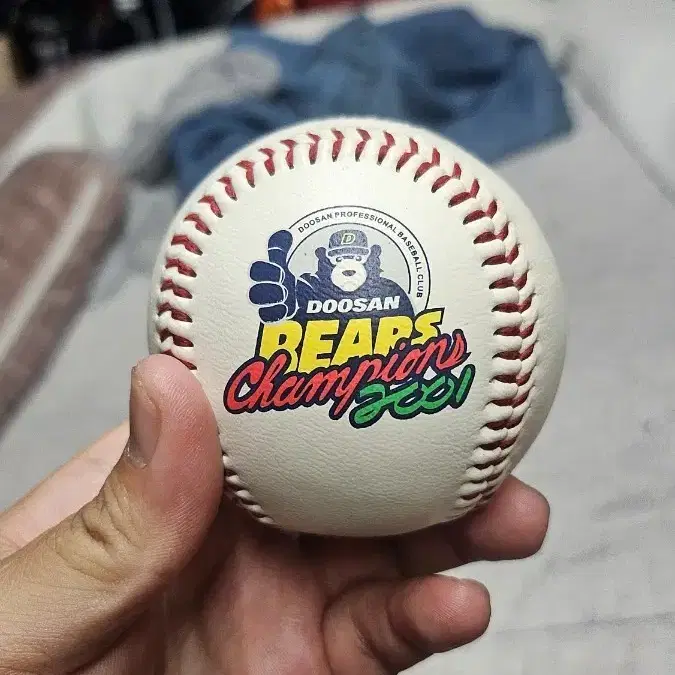 DOOSAN PROFESSIONAL BASEBALL CLUB
D
DOOSAN
BEARS
Champions
2001